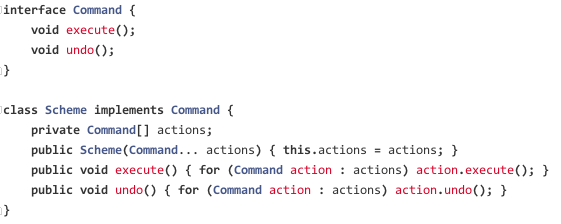 interface Command {
    void execute();
    void undo();
}

class Scheme implements Command {
    private Command[] actions;
    public Scheme(Command... actions) { this.actions = actions; }
    public void execute() { for (Command action : actions) action.execute(); }
    public void undo() { for (Command action : actions) action.undo(); }
}